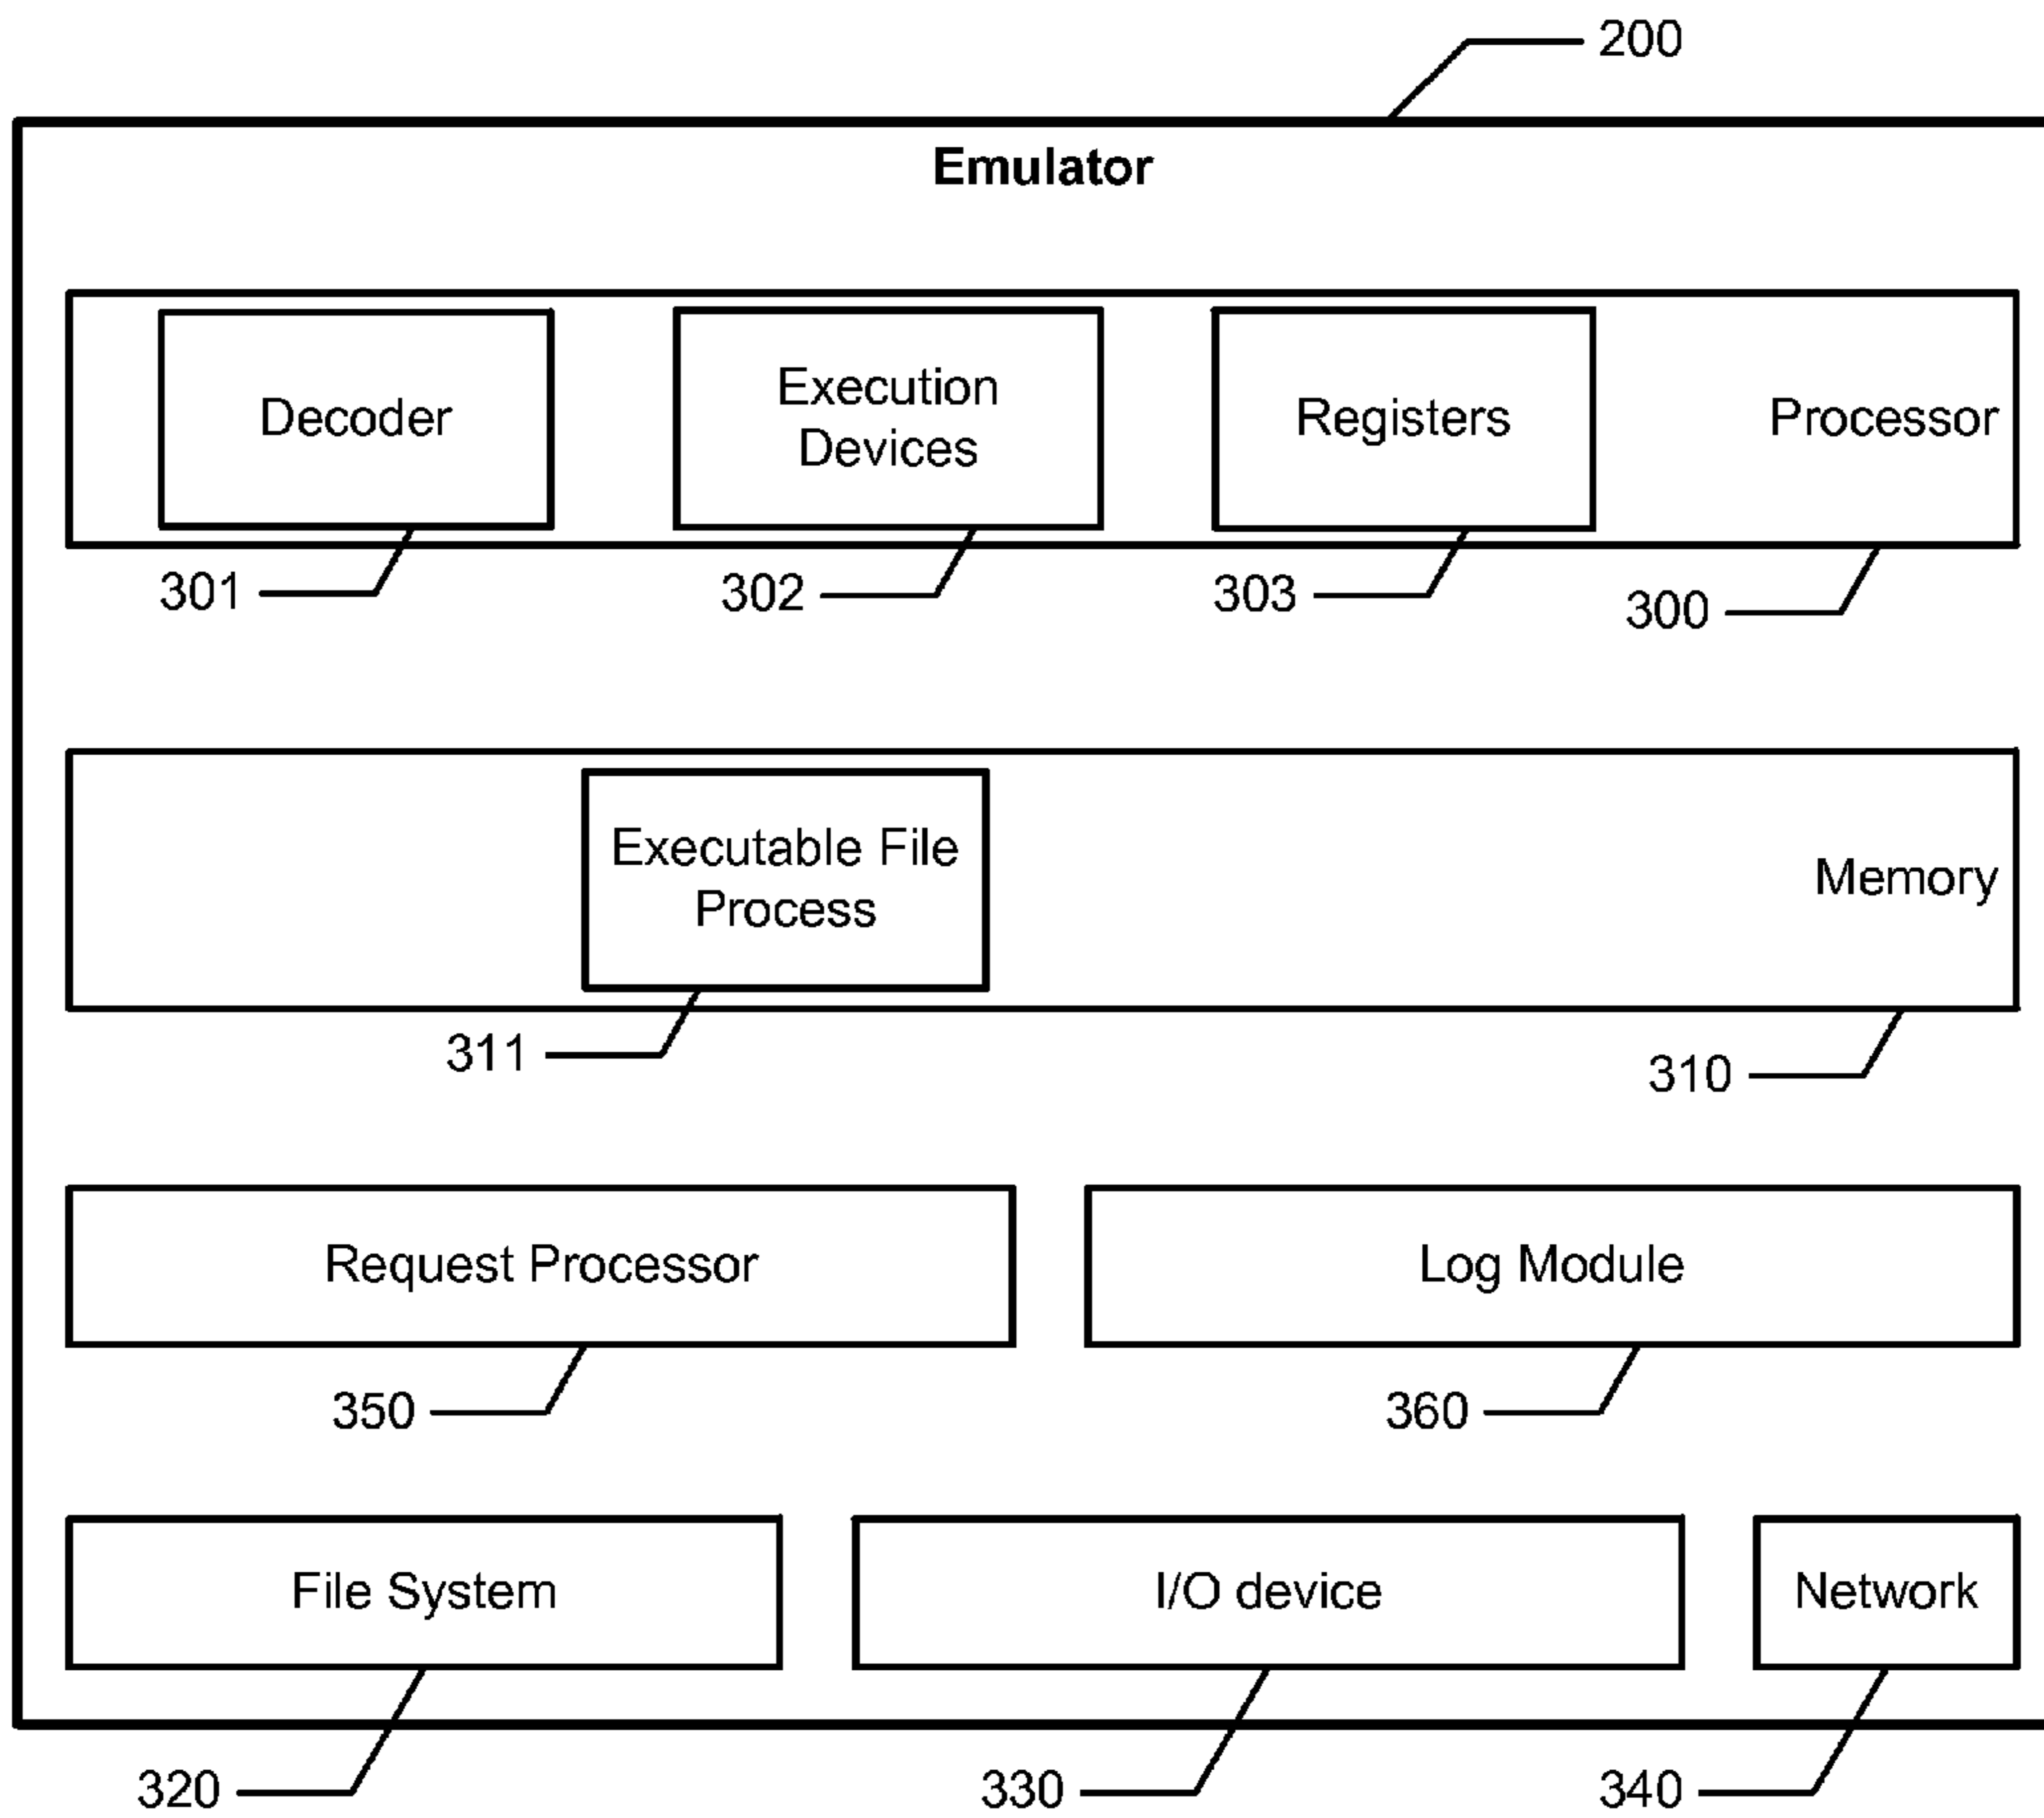 200
Emulator
Decoder
Execution
Devices
Registers
Processor
301
302
303
300
Executable File
Process
Memory
311
310
Request Processor
Log Module
350
360
File System
I/O device
Network
320
330
340